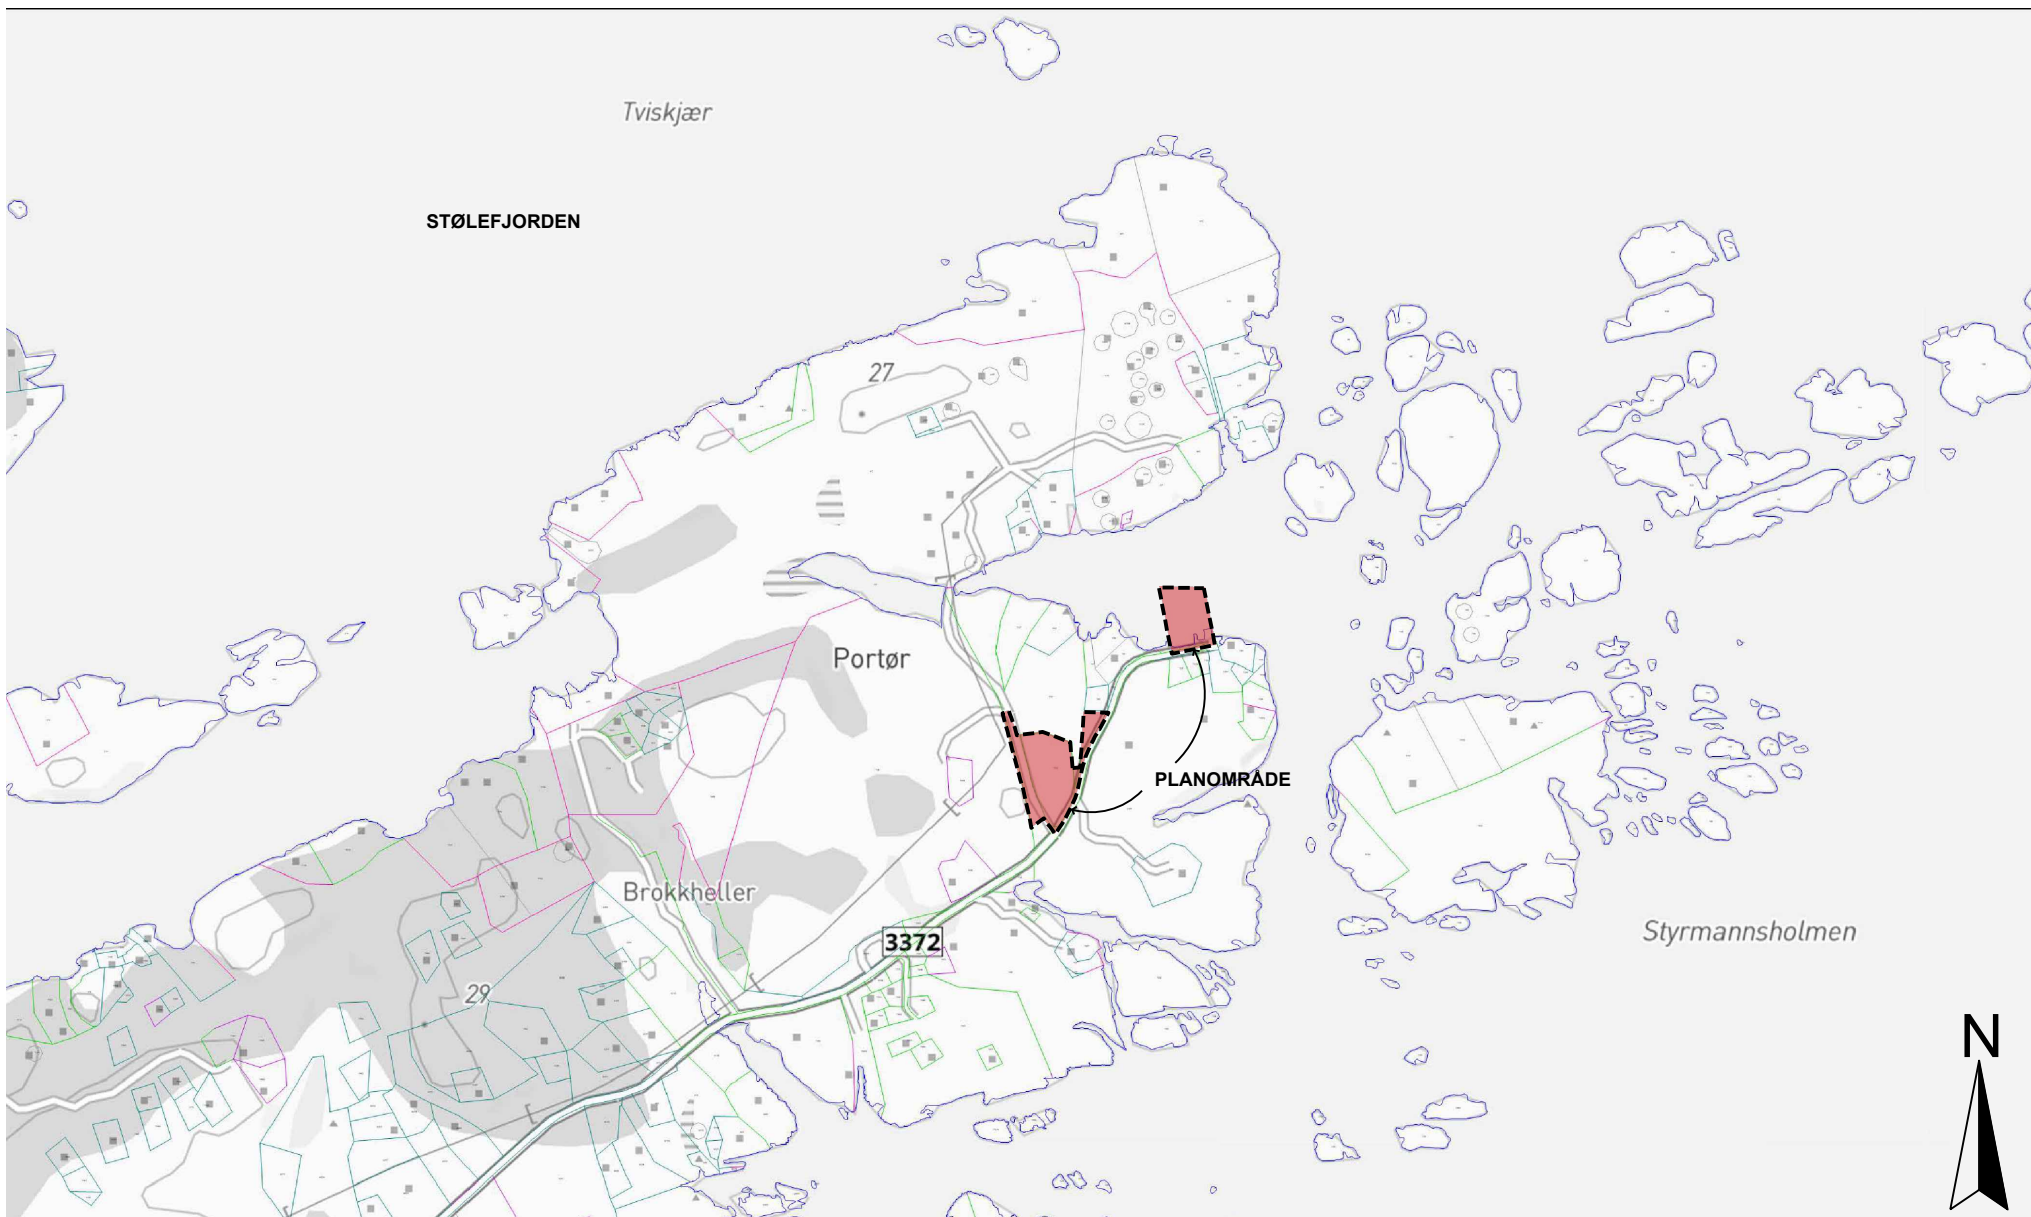 Tviskjær
STØLEFJORDEN
27
Portør
PLANOMRÅDE
Brokkheller
3372
Styrmannsholmen
29
N